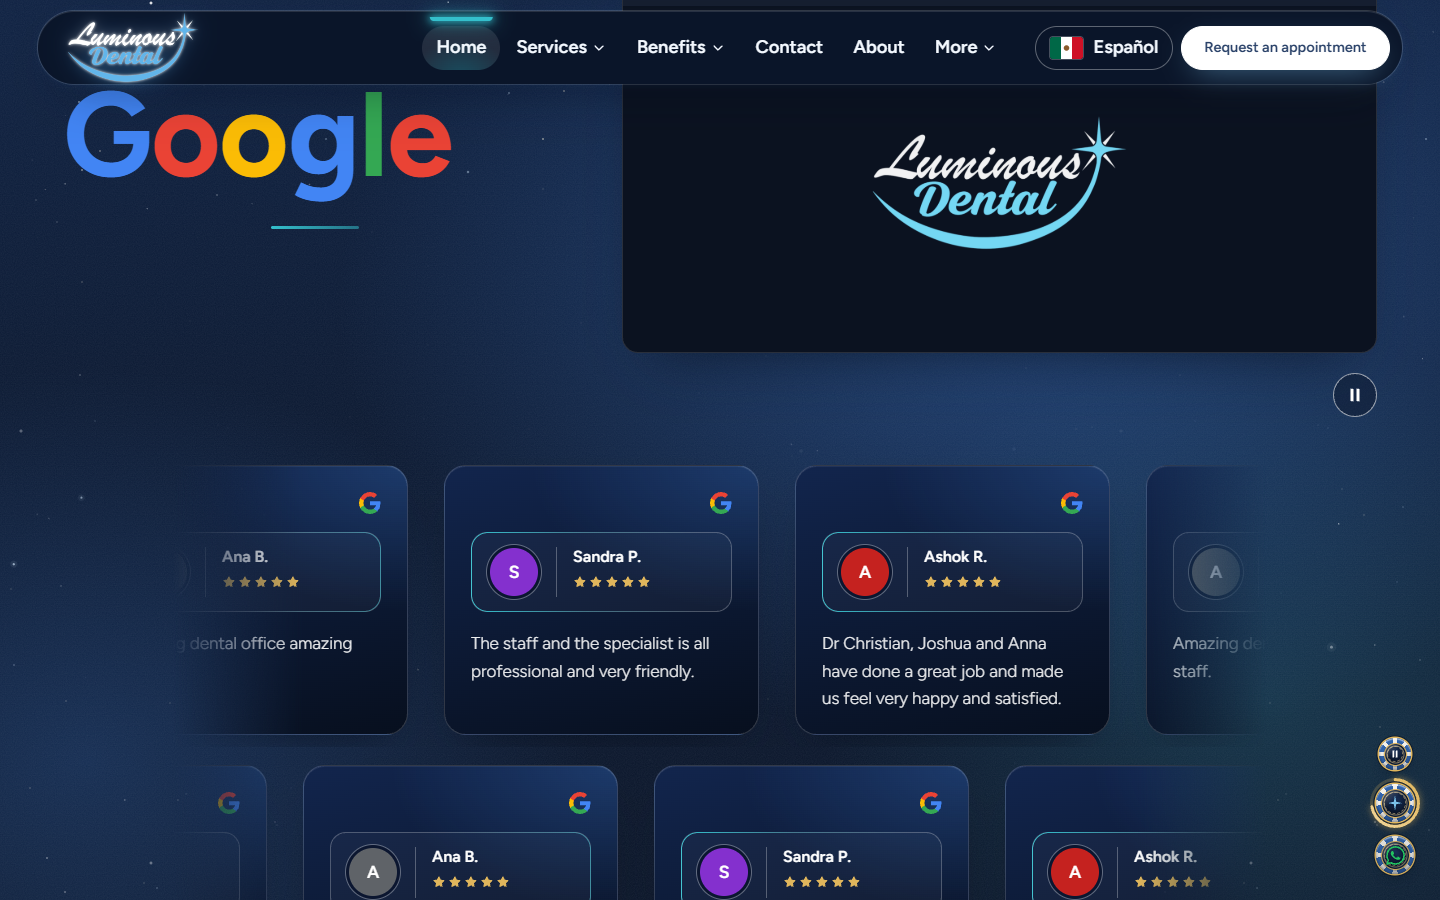 Luminous
Dental
Home
Services
Benefits
Contact
About
More
Español
Request an appointment
Google
Luminous
Dental
Ana B.
dental office amazing
S
Sandra P.
The staff and the specialist is all
professional and very friendly.
A
Ashok R.
Dr Christian, Joshua and Anna
have done a great job and made
us feel very happy and satisfied.
A
Amazing
staff.
A
Ana B.
S
Sandra P.
A
Ashok R.